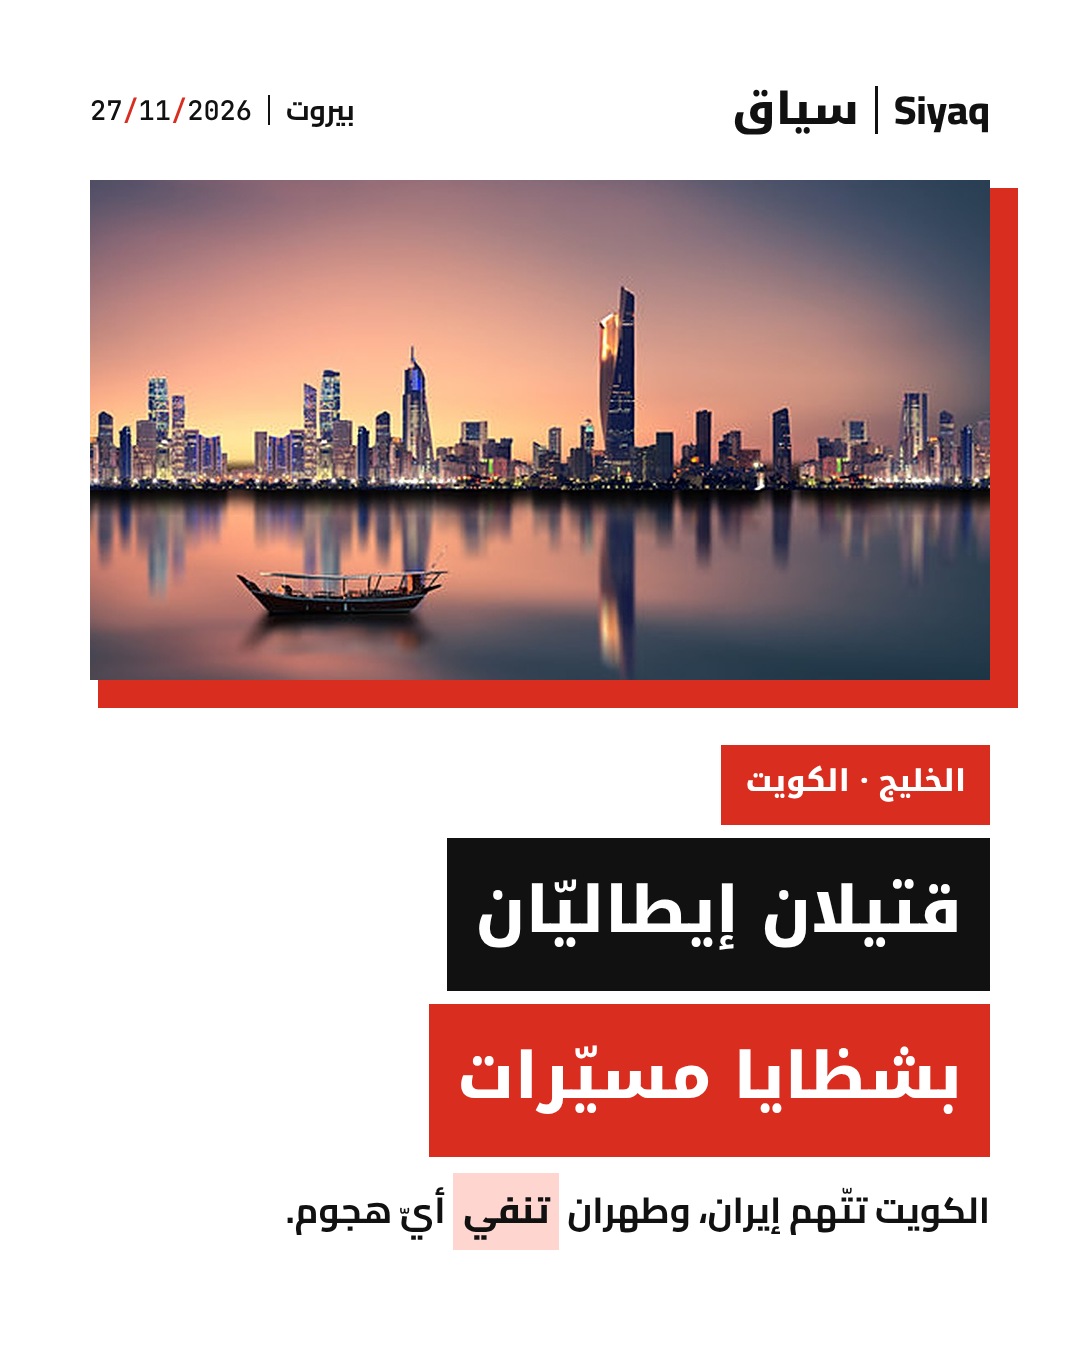 Siyaq | سياق
بيروت | 27/11/2026
الخليج · الكويت
قتيلان إيطاليّان
بشظايا مسيّرات
الكويت تتّهم إيران، وطهران تنفي أيّ هجوم.